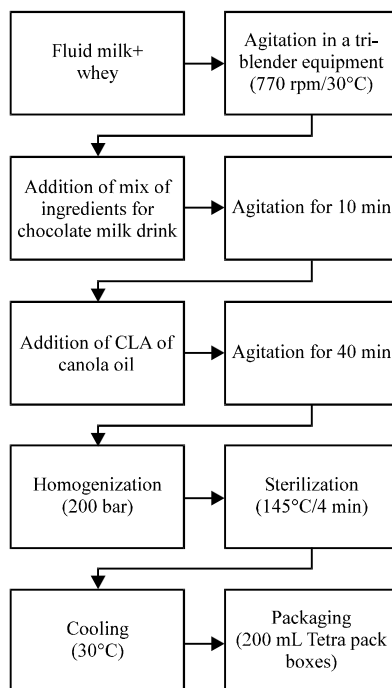 Fluid milk+
whey
Agitation in a tri-
blender equipment
(770 rpm/30°C)
Addition of mix of
ingredients for
chocolate milk drink
Agitation for 10 min
Addition of CLA of
canola oil
Agitation for 40 min
Homogenization
(200 bar)
Sterilization
(145°C/4 min)
Cooling
(30°C)
Packaging
(200 mL Tetra pack
boxes)